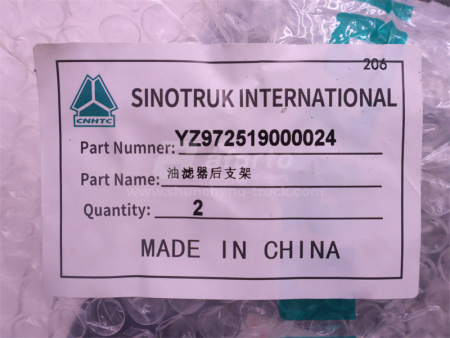 206
SINOTRUK INTERNATIONAL
CNHTC
Part Numner: YZ972519000024
Part Name: 油滤器后支架
Quantity: 2
MADE IN CHINA